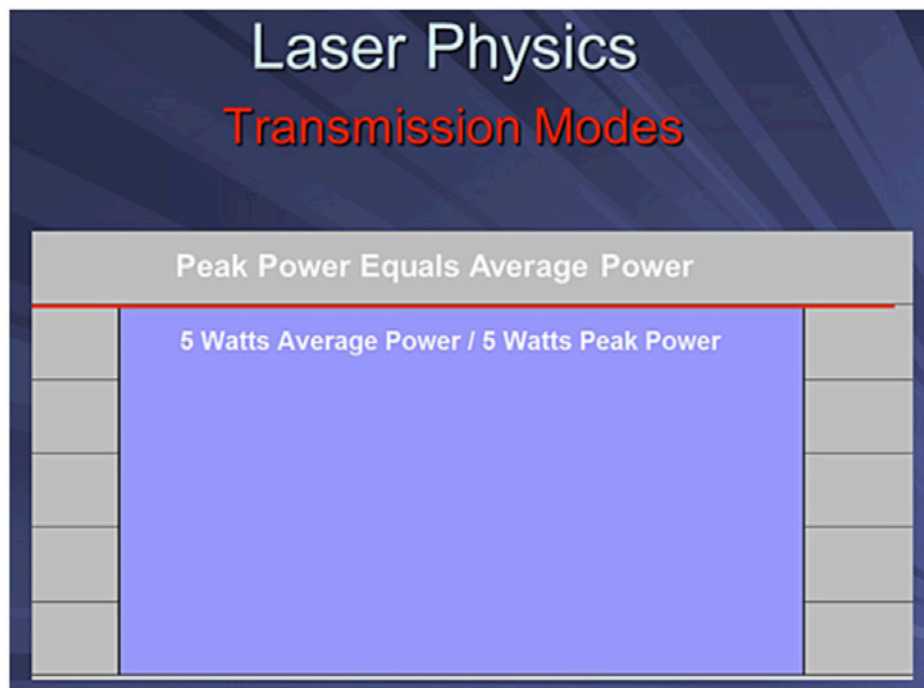 Laser Physics
Transmission Modes
Peak Power Equals Average Power
5 Watts Average Power / 5 Watts Peak Power